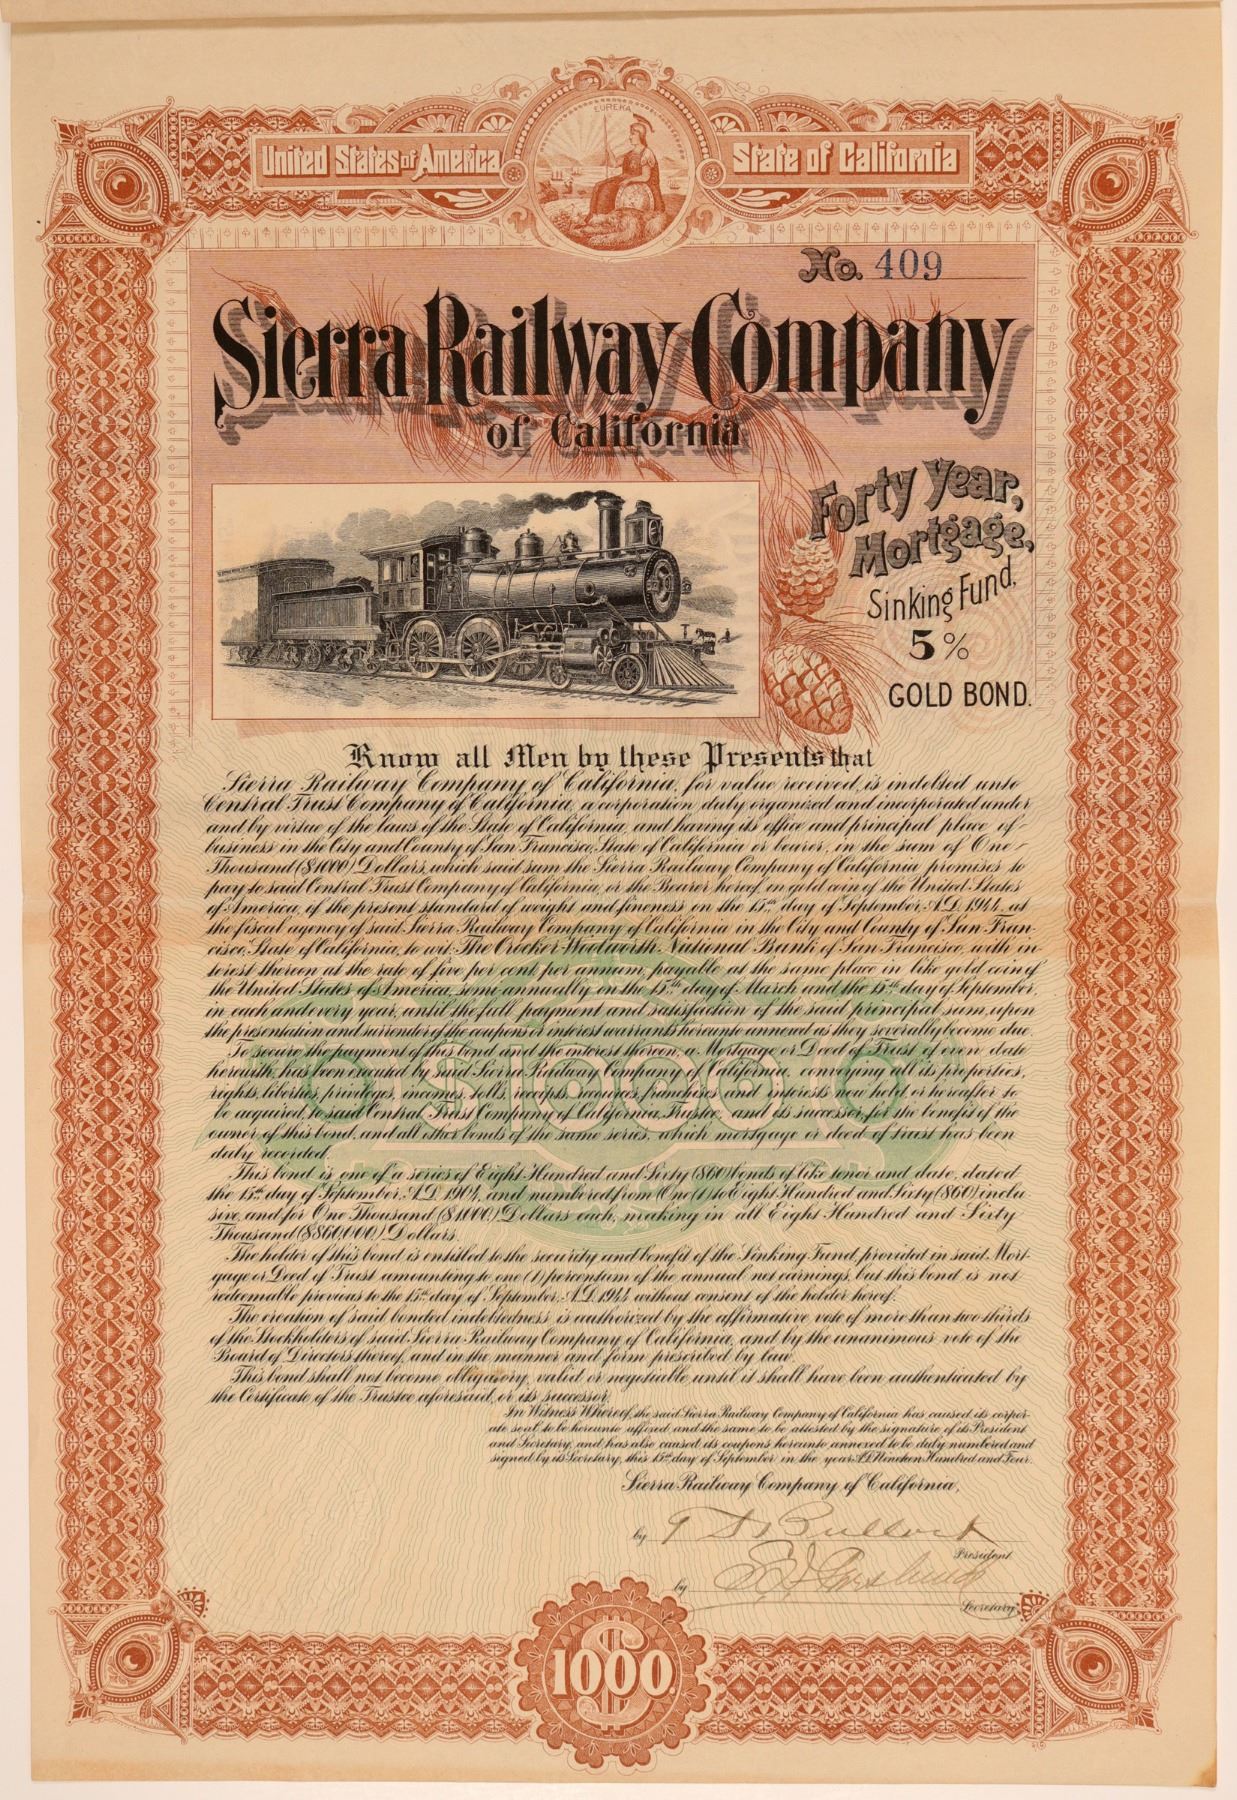 EUREKA
United States of America
State of California
No. 409
Sierra Railway Company
of California
Forty Year,
Mortgage,
Sinking Fund,
5%
GOLD BOND.
Know all Men by these Presents that
Sierra Railway Company of California, for value received, is indebted unto
Central Trust Company of California, a corporation duly organized and incorporated under
and by virtue of the laws of the State of California, and having its office and principal place of
business in the City and County of San Francisco, State of California or bearer, in the sum of One
Thousand ($1000) Dollars, which said sum the Sierra Railway Company of California promises to
pay to said Central Trust Company of California, or the Bearer hereof, in gold coin of the United States
of America, of the present standard of weight and fineness on the 15th day of September, A.D. 1944, at
the fiscal agency of said Sierra Railway Company of California in the City and County of San Fran-
cisco, State of California, to wit: The Crocker Woolworth National Bank of San Francisco, with in-
terest thereon at the rate of five per cent per annum, payable at the same place in like gold coin of
the United States of America, semi-annually on the 15th day of March and the 15th day of September,
in each and every year, until the full payment and satisfaction of the said principal sum, upon
the presentation and surrender of the coupons or interest warrants hereunto annexed as they severally become due.
To secure the payment of this bond and the interest thereon, a Mortgage or Deed of Trust of even date
herewith, has been executed by said Sierra Railway Company of California, conveying all its properties,
rights, liberties, privileges, incomes, tolls, receipts, resources, franchises and interests now held, or hereafter to
be acquired, to said Central Trust Company of California, Trustee, and its successor, for the benefit of the
owner of this bond, and all other bonds of the same series, which mortgage or deed of trust has been
duly recorded.
This bond is one of a series of Eight Hundred and Sixty (860) bonds of like tenor and date, dated
the 15th day of September, A.D. 1904, and numbered from One (1) to Eight Hundred and Sixty (860) inclu
sive, and for One Thousand ($1,000.) Dollars each, making in all Eight Hundred and Sixty
Thousand ($860,000.) Dollars.
The holder of this bond is entitled to the security and benefit of the Sinking Fund, provided in said Mort-
gage or Deed of Trust amounting to one (1) per centum of the annual net earnings, but this bond is not
redeemable previous to the 15th day of September, A.D. 1944 without consent of the holder hereof.
The creation of said bonded indebtedness is authorized by the affirmative vote of more than two thirds
of the Stockholders of said Sierra Railway Company of California, and by the unanimous vote of the
Board of Directors thereof, and in the manner and form prescribed by law.
This bond shall not become obligatory, valid or negotiable until it shall have been authenticated by
the Certificate of the Trustee aforesaid, or its successor.
In Witness Whereof, the said Sierra Railway Company of California has caused its corpor-
ate seal to be hereunto affixed and the same to be attested by the signature of its President
and Secretary, and has also caused its coupons hereunto annexed to be duly numbered and
signed by its Secretary, this 15th day of September in the year A.D. Nineteen Hundred and Four.
Sierra Railway Company of California,
by T S Bullock
President
by
Secretary
$1000
1000.